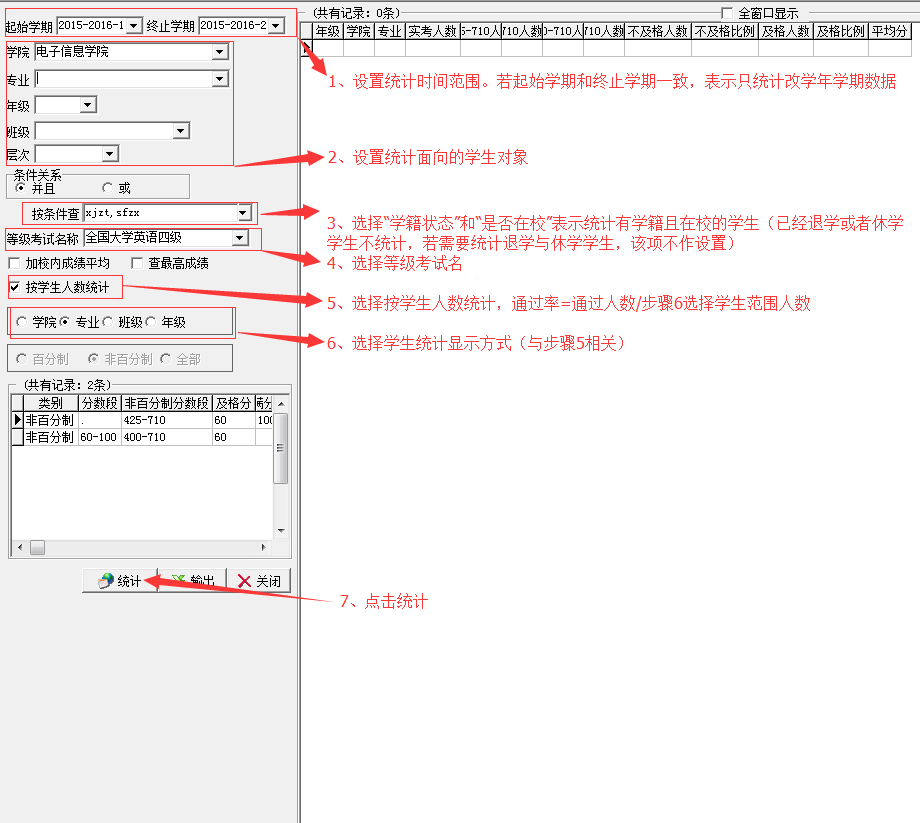 起始学期 2015-2016-1 终止学期 2015-2016-2
学院 电子信息学院
专业
年级
班级
层次
条件关系
并且 或
按条件查 xjzt,sfzx
等级考试名称 全国大学英语四级
加校内成绩平均 查最高成绩
按学生人数统计
学院 专业 班级 年级
百分制 非百分制 全部
(共有记录: 2条)
类别 分数段 非百分制分数段 及格分
非百分制 . 425-710 60 100
非百分制 60-100 400-710 60
统计 输出 关闭
(共有记录: 0条) 全窗口显示
年级 学院 专业 实考人数 5-710人 710人数 0-710人 710人数 不及格人数 不及格比例 及格人数 及格比例 平均分
1、设置统计时间范围。若起始学期和终止学期一致，表示只统计改学年学期数据
2、设置统计面向的学生对象
3、选择“学籍状态”和“是否在校”表示统计有学籍且在校的学生（已经退学或者休学
学生不统计，若需要统计退学与休学学生，该项不作设置）
4、选择等级考试名
5、选择按学生人数统计，通过率=通过人数/步骤6选择学生范围人数
6、选择学生统计显示方式（与步骤5相关）
7、点击统计